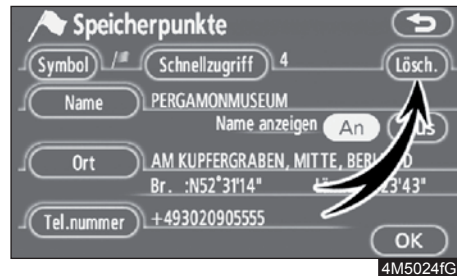 Speicherpunkte
Symbol Schnellzugriff 4 Lösch.
Name PERGAMONMUSEUM
Name anzeigen An
Ort AM KUPFERGRABEN, MITTE,
Br. :N52°31'14" 23'43"
Tel.nummer +493020905555
OK
4M5024fG